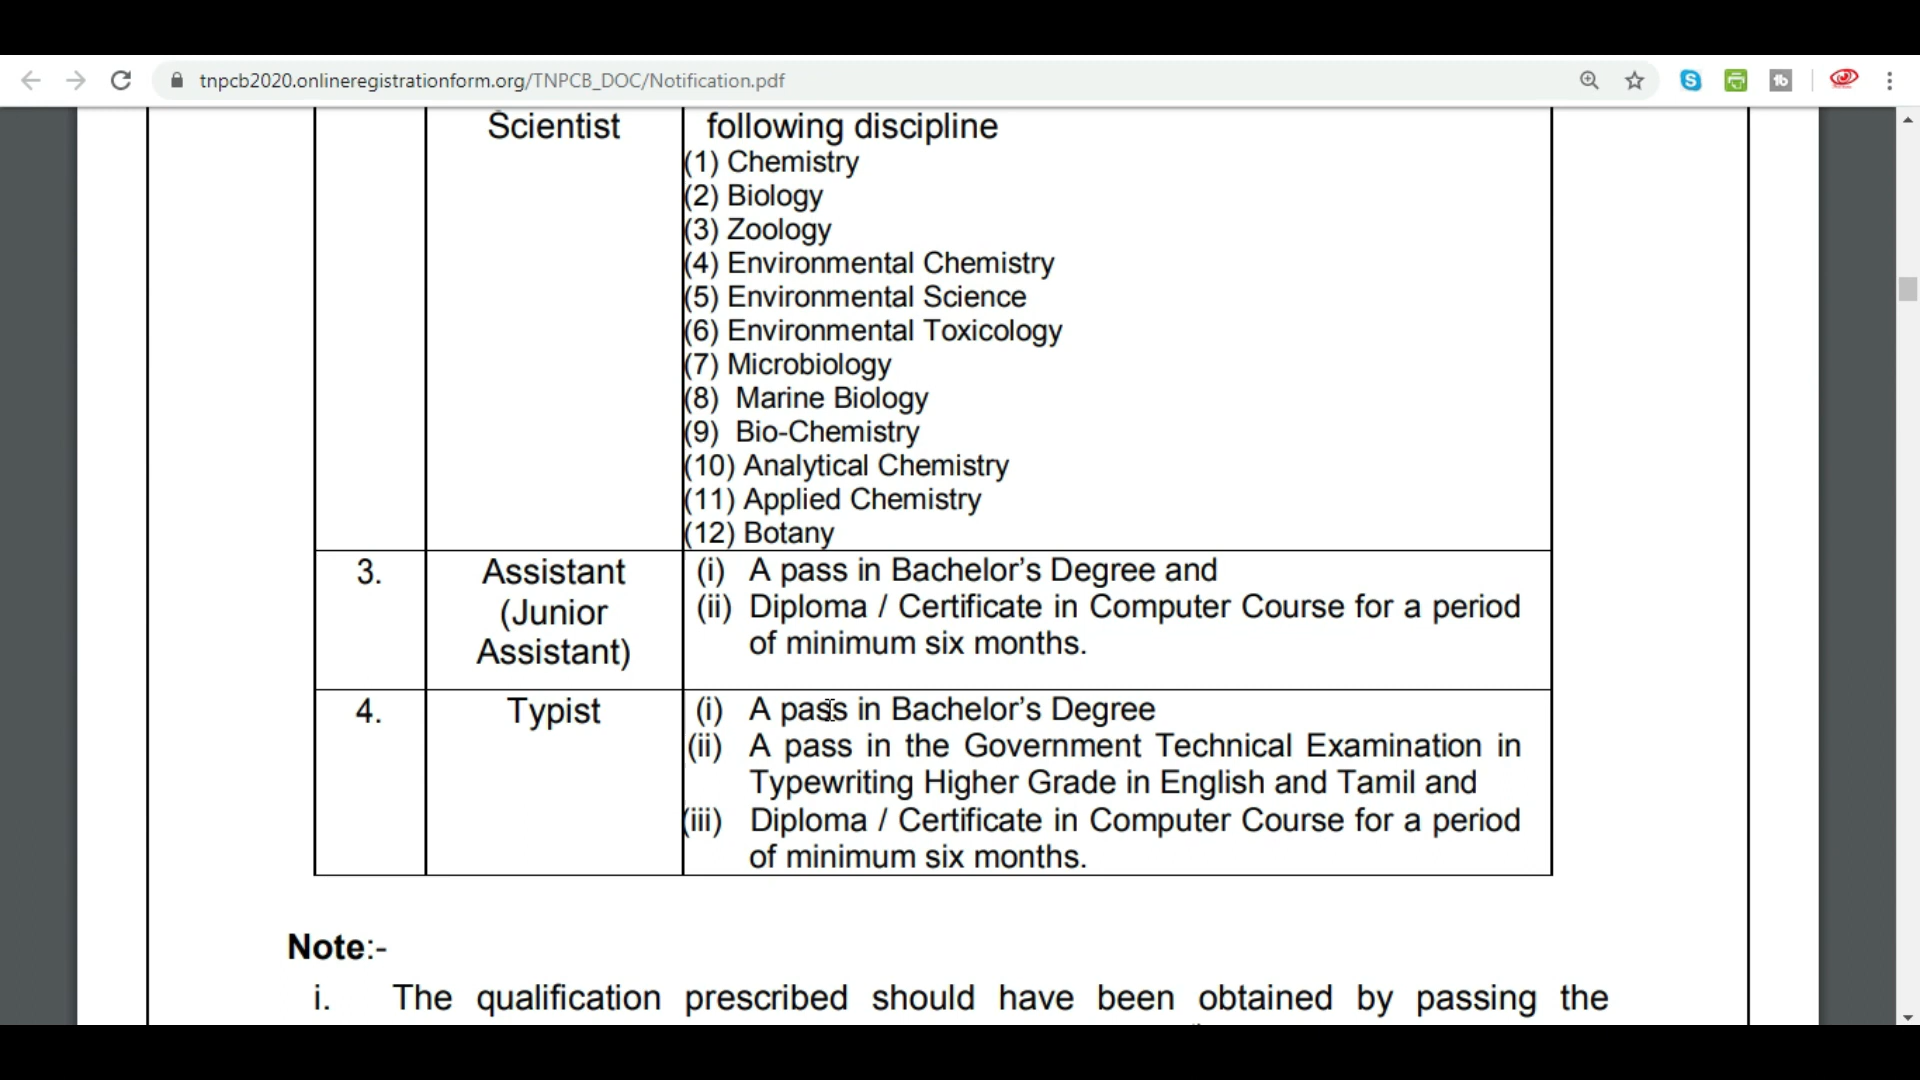 tnpcb2020.onlineregistrationform.org/TNPCB_DOC/Notification.pdf
Scientist
following discipline
(1) Chemistry
(2) Biology
(3) Zoology
(4) Environmental Chemistry
(5) Environmental Science
(6) Environmental Toxicology
(7) Microbiology
(8) Marine Biology
(9) Bio-Chemistry
(10) Analytical Chemistry
(11) Applied Chemistry
(12) Botany
3.
Assistant
(Junior
Assistant)
(i) A pass in Bachelor’s Degree and
(ii) Diploma / Certificate in Computer Course for a period
of minimum six months.
4.
Typist
(i) A pass in Bachelor’s Degree
(ii) A pass in the Government Technical Examination in
Typewriting Higher Grade in English and Tamil and
(iii) Diploma / Certificate in Computer Course for a period
of minimum six months.
Note:-
i. The qualification prescribed should have been obtained by passing the